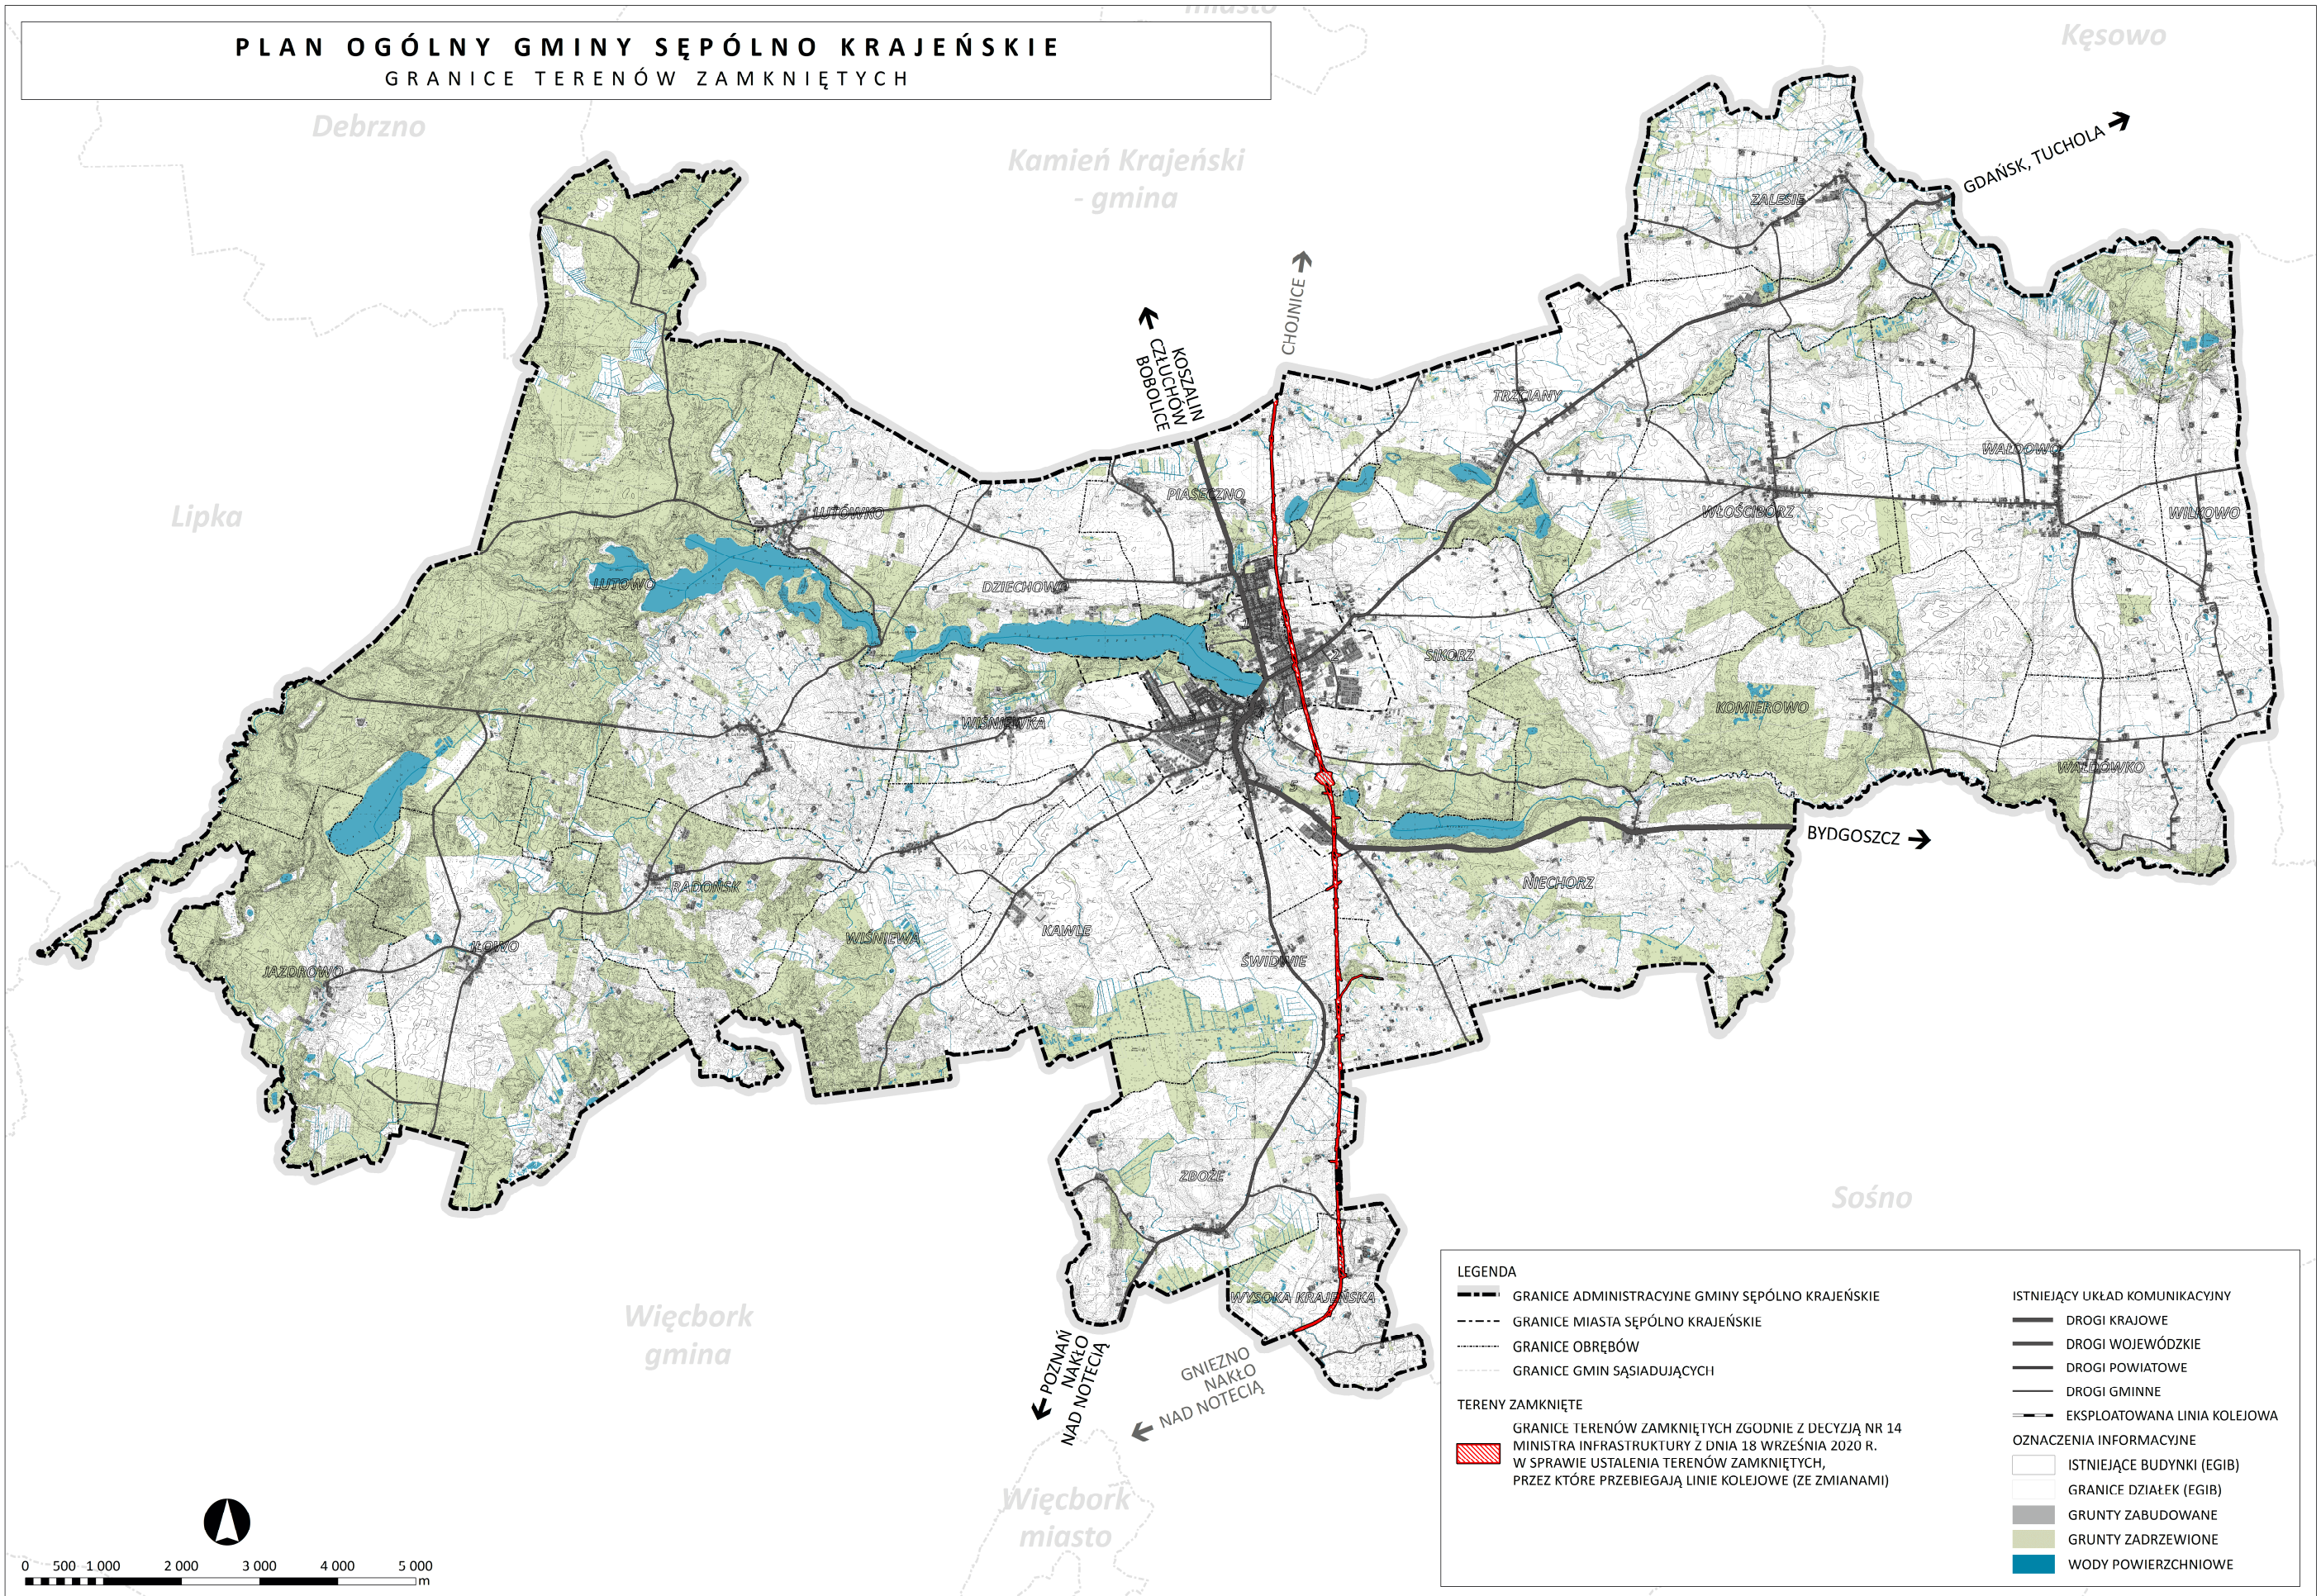 miasto
Kęsowo
PLAN OGÓLNY GMINY SĘPÓLNO KRAJEŃSKIE
GRANICE TERENÓW ZAMKNIĘTYCH
Debrzno
Kamień Krajeński
- gmina
GDAŃSK, TUCHOLA
ZALESIE
CHOJNICE
KOSZALIN
CZŁUCHÓW
BOBOLICE
TRZCIANY
WAŁDOWO
PIASECZNO
LUTÓWKO
WŁOŚCIBÓRZ
WILKOWO
Lipka
LUTOWO
DZIECHOWO
2
SIKORZ
WIŚNIEWKA
KOMIEROWO
WAŁDÓWKO
5
BYDGOSZCZ
RADOŃSK
NIECHORZ
WIŚNIEWA
KAWLE
IŁOWO
ŚWIDWIE
JAZDROWO
ZBOŻE
Sośno
WYSOKA KRAJEŃSKA
Więcbork
gmina
POZNAŃ
NAKŁO
NAD NOTECIĄ
GNIEZNO
NAKŁO
NAD NOTECIĄ
Więcbork
miasto
LEGENDA
GRANICE ADMINISTRACYJNE GMINY SĘPÓLNO KRAJEŃSKIE
GRANICE MIASTA SĘPÓLNO KRAJEŃSKIE
GRANICE OBRĘBÓW
GRANICE GMIN SĄSIADUJĄCYCH
TERENY ZAMKNIĘTE
GRANICE TERENÓW ZAMKNIĘTYCH ZGODNIE Z DECYZJĄ NR 14
MINISTRA INFRASTRUKTURY Z DNIA 18 WRZEŚNIA 2020 R.
W SPRAWIE USTALENIA TERENÓW ZAMKNIĘTYCH,
PRZEZ KTÓRE PRZEBIEGAJĄ LINIE KOLEJOWE (ZE ZMIANAMI)
ISTNIEJĄCY UKŁAD KOMUNIKACYJNY
DROGI KRAJOWE
DROGI WOJEWÓDZKIE
DROGI POWIATOWE
DROGI GMINNE
EKSPLOATOWANA LINIA KOLEJOWA
OZNACZENIA INFORMACYJNE
ISTNIEJĄCE BUDYNKI (EGIB)
GRANICE DZIAŁEK (EGIB)
GRUNTY ZABUDOWANE
GRUNTY ZADRZEWIONE
WODY POWIERZCHNIOWE
0 500 1 000 2 000 3 000 4 000 5 000
m